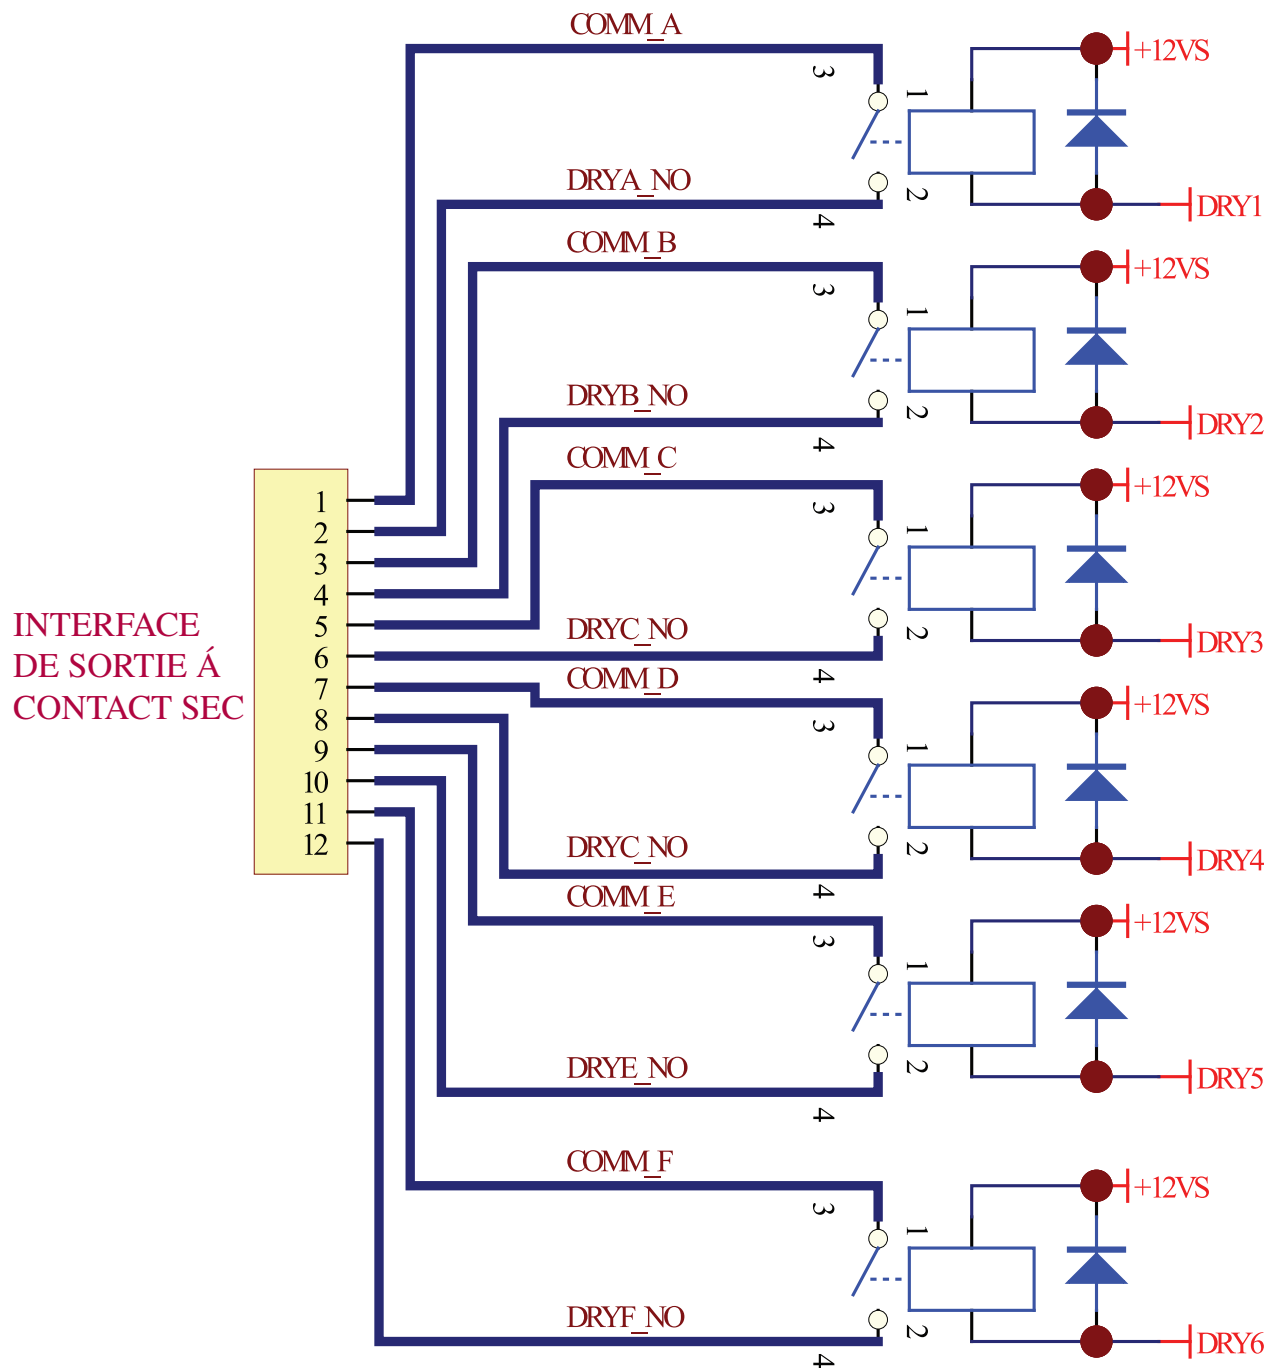 COMM_A
3
1
+12VS
DRYA_NO
4
2
DRY1
COMM_B
3
1
+12VS
DRYB_NO
4
2
DRY2
COMM_C
3
1
+12VS
DRYC_NO
4
2
DRY3
COMM_D
3
1
+12VS
DRYC_NO
4
2
DRY4
COMM_E
3
1
+12VS
DRYE_NO
4
2
DRY5
COMM_F
3
1
+12VS
DRYF_NO
4
2
DRY6
INTERFACE
DE SORTIE Á
CONTACT SEC
1
2
3
4
5
6
7
8
9
10
11
12